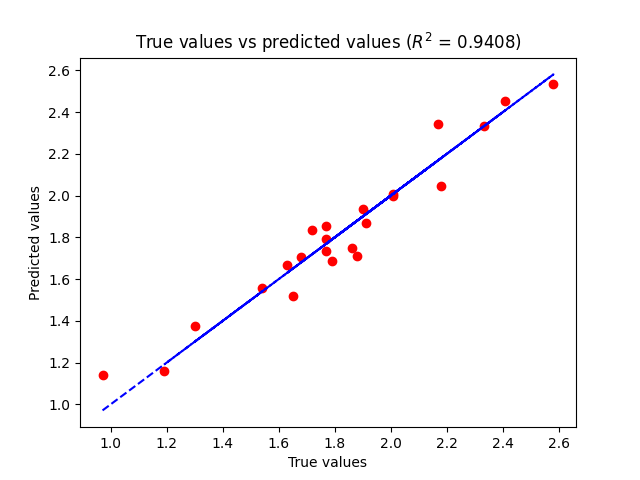 True values vs predicted values (R² = 0.9408)
Predicted values
2.6
2.4
2.2
2.0
1.8
1.6
1.4
1.2
1.0
1.0 1.2 1.4 1.6 1.8 2.0 2.2 2.4 2.6
True values